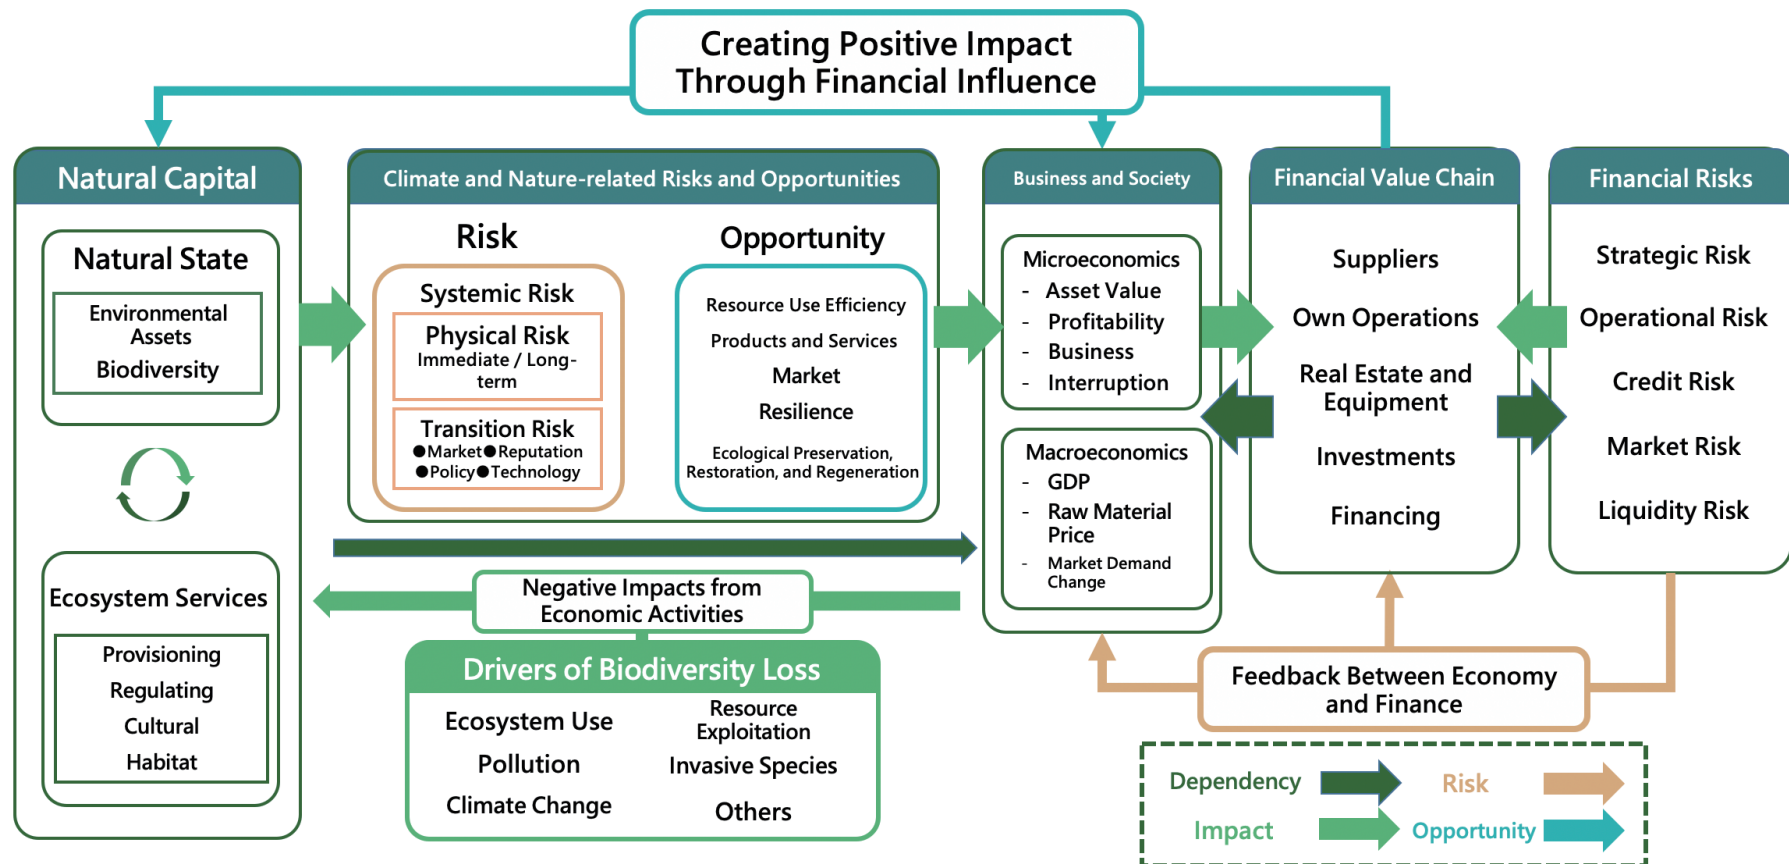 Creating Positive Impact
Through Financial Influence
Natural Capital
Natural State
Environmental
Assets
Biodiversity
Ecosystem Services
Provisioning
Regulating
Cultural
Habitat
Climate and Nature-related Risks and Opportunities
Risk
Systemic Risk
Physical Risk
Immediate / Long-
term
Transition Risk
●Market●Reputation
●Policy●Technology
Opportunity
Resource Use Efficiency
Products and Services
Market
Resilience
Ecological Preservation,
Restoration, and Regeneration
Business and Society
Microeconomics
- Asset Value
- Profitability
- Business
- Interruption
Macroeconomics
- GDP
- Raw Material
Price
- Market Demand
Change
Financial Value Chain
Suppliers
Own Operations
Real Estate and
Equipment
Investments
Financing
Financial Risks
Strategic Risk
Operational Risk
Credit Risk
Market Risk
Liquidity Risk
Negative Impacts from
Economic Activities
Drivers of Biodiversity Loss
Ecosystem Use
Pollution
Climate Change
Resource
Exploitation
Invasive Species
Others
Feedback Between Economy
and Finance
Dependency
Risk
Impact
Opportunity